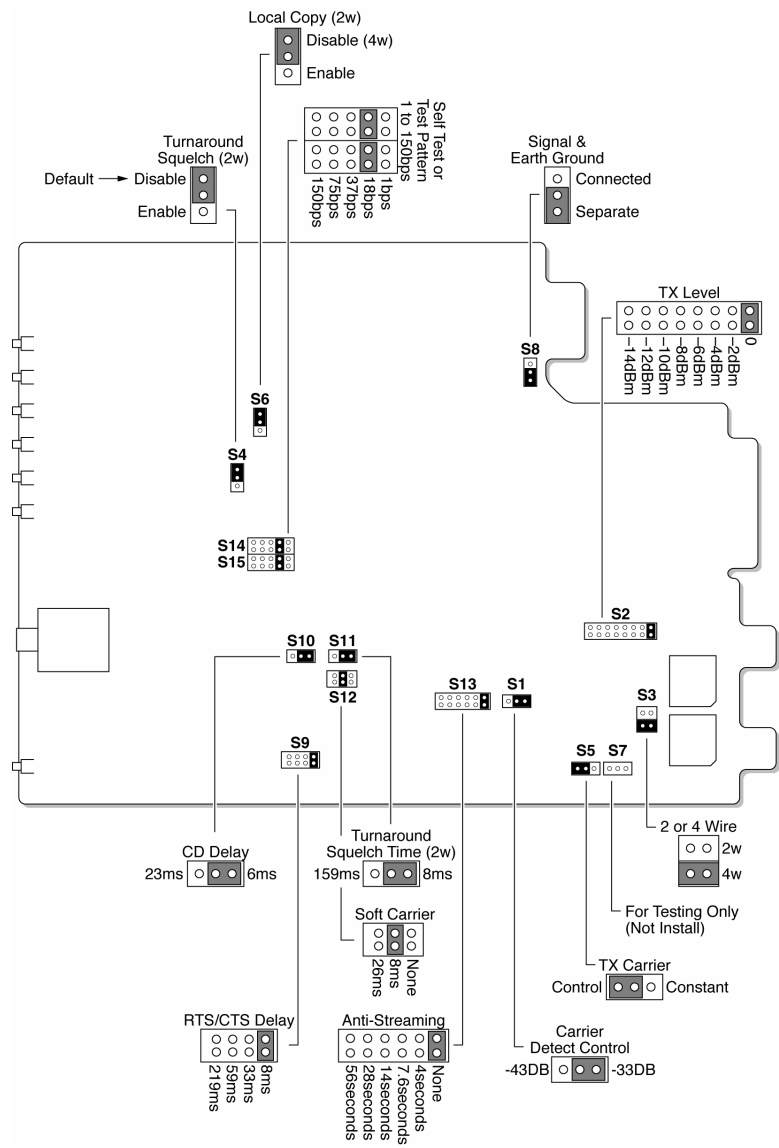 Local Copy (2w)
Disable (4w)
Enable
Self Test or
Test Pattern
1 to 150bps
150bps
75bps
37bps
18bps
1bps
Turnaround
Squelch (2w)
Default
Disable
Enable
Signal &
Earth Ground
Connected
Separate
TX Level
–14dBm
–12dBm
–10dBm
–8dBm
–6dBm
–4dBm
–2dBm
0
S8
S6
S4
S14
S15
S2
S10
S11
S12
S13
S1
S3
S9
S5
S7
2 or 4 Wire
2w
4w
CD Delay
23ms
6ms
Turnaround
Squelch Time (2w)
159ms
8ms
For Testing Only
(Not Install)
Soft Carrier
26ms
8ms
None
TX Carrier
Control
Constant
RTS/CTS Delay
219ms
59ms
33ms
8ms
Anti-Streaming
56seconds
28seconds
14seconds
7.6seconds
4seconds
None
Carrier
Detect Control
-43DB
-33DB